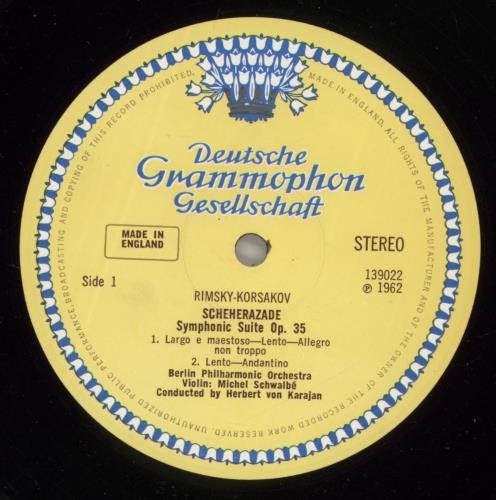 Deutsche
Grammophon
Gesellschaft
MADE IN
ENGLAND
STEREO
Side 1
139022
℗ 1962
RIMSKY-KORSAKOV
SCHEHERAZADE
Symphonic Suite Op. 35
1. Largo e maestoso—Lento—Allegro
non troppo
2. Lento—Andantino
Berlin Philharmonic Orchestra
Violin: Michel Schwalbé
Conducted by Herbert von Karajan
MADE IN ENGLAND. ALL RIGHTS OF THE MANUFACTURER AND OF THE OWNER OF THE RECORDED WORK RESERVED. UNAUTHORIZED PUBLIC PERFORMANCE, BROADCASTING AND COPYING OF THIS RECORD PROHIBITED.